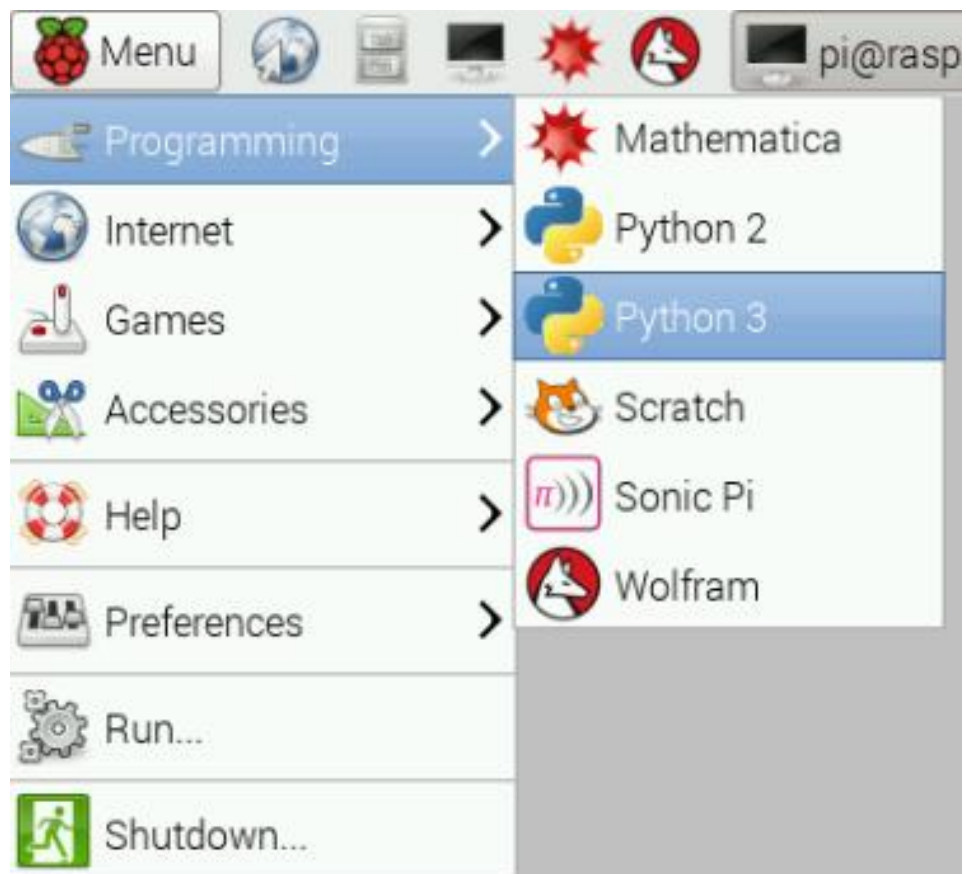 Menu
pi@rasp
Programming
Internet
Games
Accessories
Help
Preferences
Run...
Shutdown...
Mathematica
Python 2
Python 3
Scratch
π)))
Sonic Pi
Wolfram